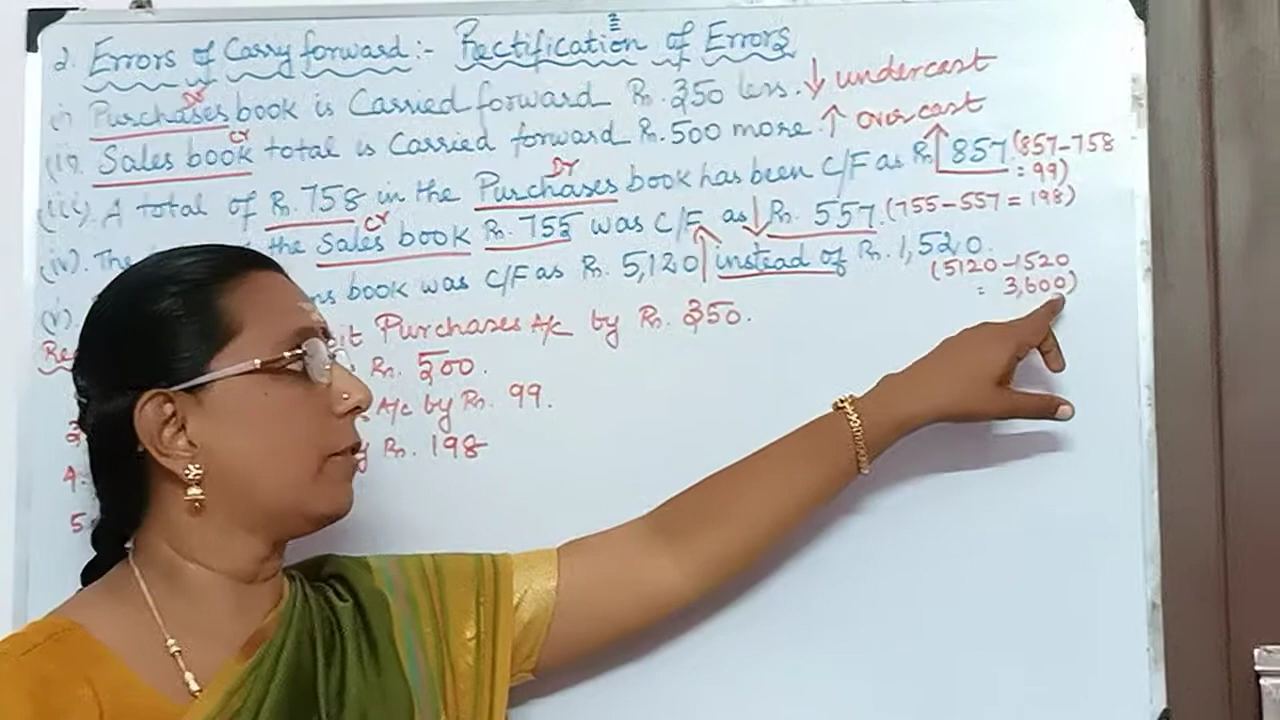 2. Errors of Carry forward:- Rectification of Errors
(i) Purchases book is Carried forward Rs. 350 less. ↓ undercast
Dr
(ii). Sales book total is Carried forward Rs. 500 more. ↑ overcast
Cr
(iii). A total of Rs. 758 in the Purchases book has been C/F as Rs. 857. (857-758
Dr
= 99)
(iv). The the Sales book Rs. 755 was C/F as ↓ Rs. 557. (755-557 = 198)
Cr
(v). book was C/F as Rs. 5,120 ↑ instead of Rs. 1,520.
(5120-1520
= 3,600)
Purchases A/c by Rs. 350.
Rs. 500.
A/c by Rs. 99.
4. Rs. 198
5.